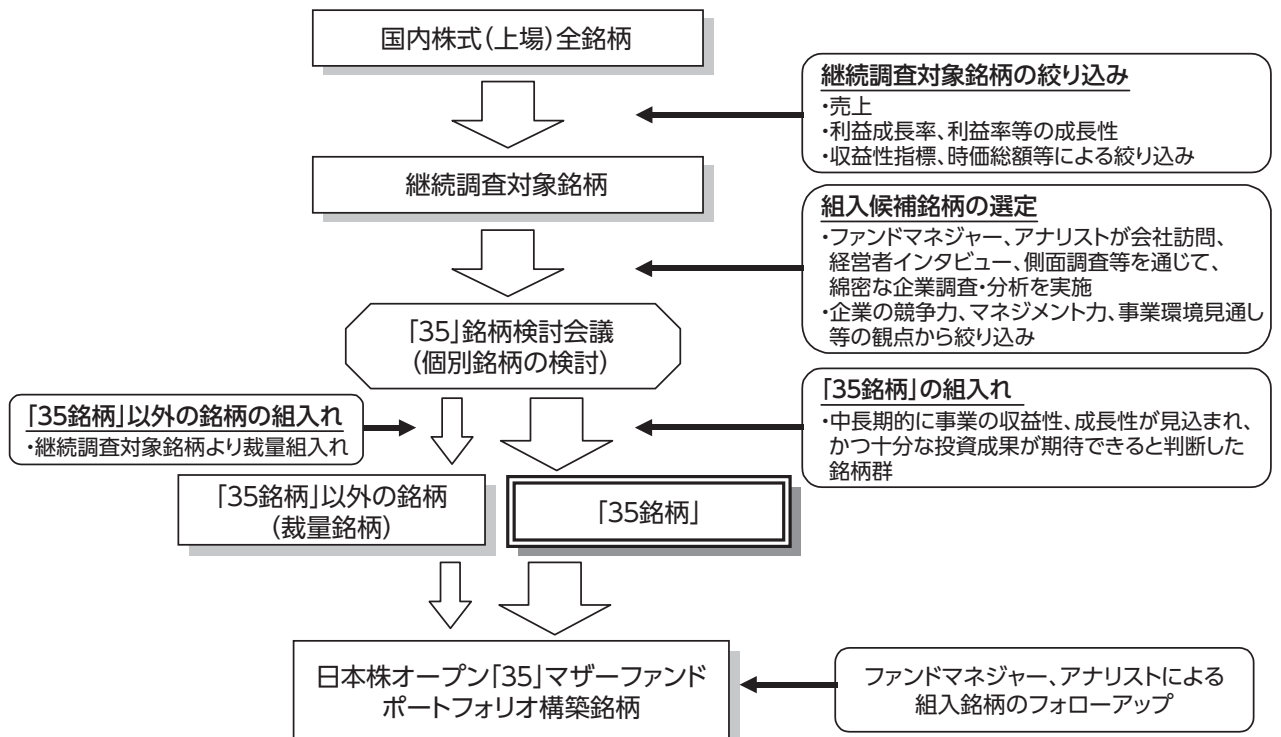 国内株式(上場)全銘柄
継続調査対象銘柄の絞り込み
・売上
・利益成長率、利益率等の成長性
・収益性指標、時価総額等による絞り込み
継続調査対象銘柄
組入候補銘柄の選定
・ファンドマネジャー、アナリストが会社訪問、
経営者インタビュー、側面調査等を通じて、
綿密な企業調査・分析を実施
・企業の競争力、マネジメント力、事業環境見通し
等の観点から絞り込み
「35」銘柄検討会議
(個別銘柄の検討)
「35銘柄」以外の銘柄の組入れ
・継続調査対象銘柄より裁量組入れ
「35銘柄」の組入れ
・中長期的に事業の収益性、成長性が見込まれ、
かつ十分な投資成果が期待できると判断した
銘柄群
「35銘柄」以外の銘柄
(裁量銘柄)
「35銘柄」
日本株オープン「35」マザーファンド
ポートフォリオ構築銘柄
ファンドマネジャー、アナリストによる
組入銘柄のフォローアップ